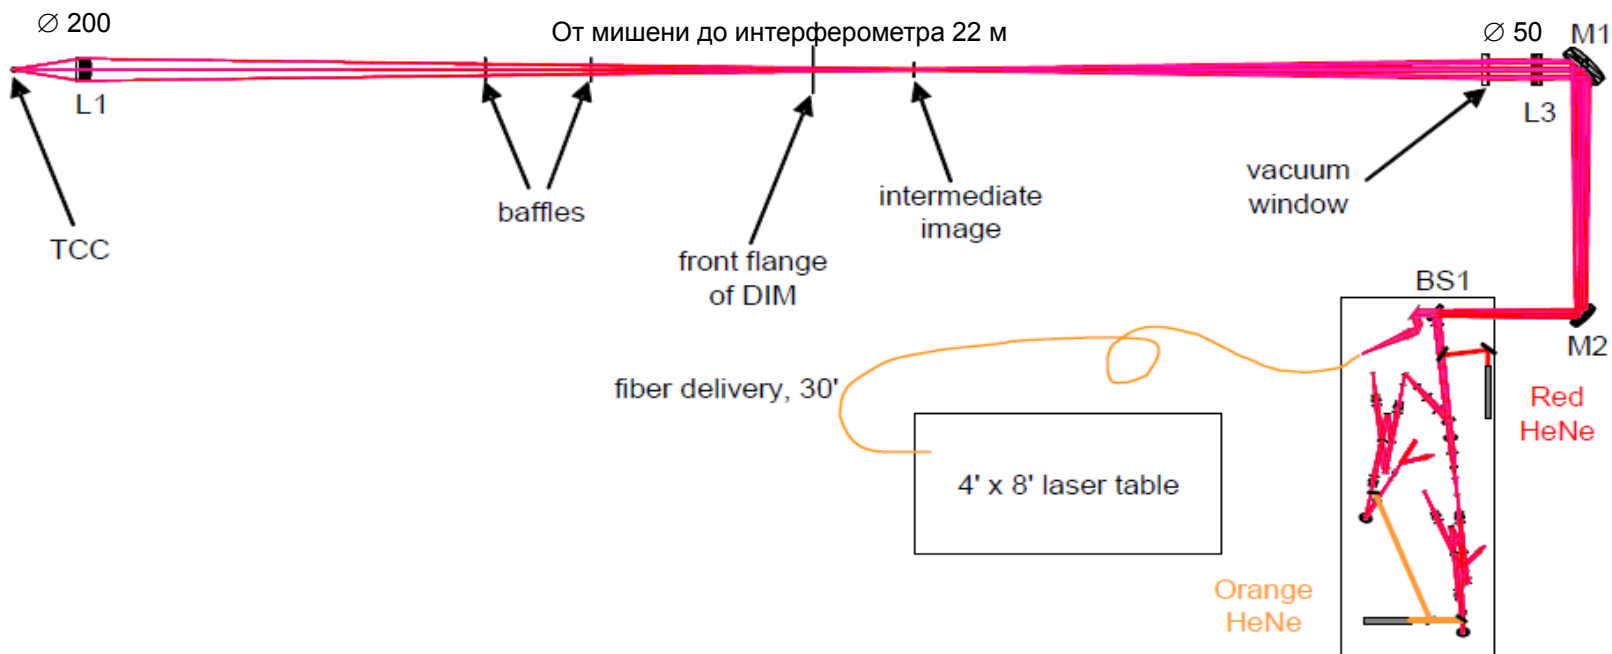 ∅ 200
От мишени до интерферометра 22 м
∅ 50
M1
L1
L3
TCC
baffles
front flange
of DIM
intermediate
image
vacuum
window
BS1
M2
fiber delivery, 30'
4' x 8' laser table
Red
HeNe
Orange
HeNe